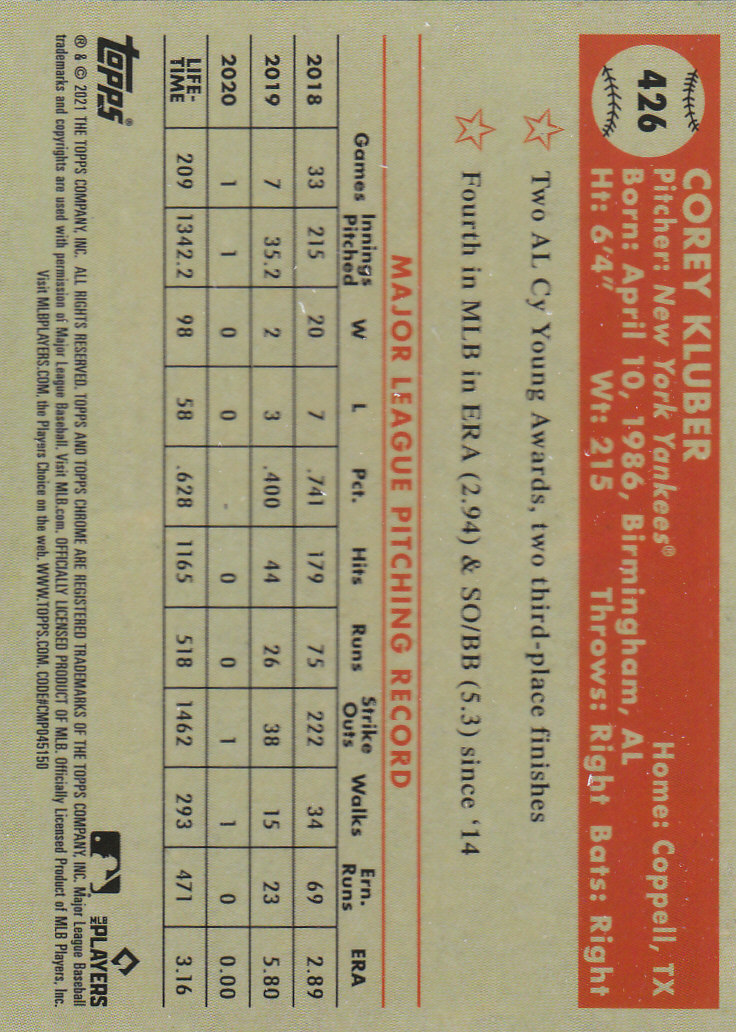 426
COREY KLUBER
Pitcher: New York Yankees® Home: Coppell, TX
Born: April 10, 1986, Birmingham, AL
Ht: 6'4" Wt: 215 Throws: Right Bats: Right
Two AL Cy Young Awards, two third-place finishes
Fourth in MLB in ERA (2.94) & SO/BB (5.3) since ‘14
MAJOR LEAGUE PITCHING RECORD
Games Innings Pitched W L Pct. Hits Runs Strike Outs Walks Ern. Runs ERA
2018 33 215 20 7 .741 179 75 222 34 69 2.89
2019 7 35.2 2 3 .400 44 26 38 15 23 5.80
2020 1 1 0 0 - 0 0 1 1 0 0.00
LIFE-TIME 209 1342.2 98 58 .628 1165 518 1462 293 471 3.16
topps®
MLB PLAYERS
® & © 2021 THE TOPPS COMPANY, INC. ALL RIGHTS RESERVED. TOPPS AND TOPPS CHROME ARE REGISTERED TRADEMARKS OF THE TOPPS COMPANY, INC. Major League Baseball
trademarks and copyrights are used with permission of Major League Baseball. Visit MLB.com. OFFICIALLY LICENSED PRODUCT OF MLB. Officially Licensed Product of MLB Players, Inc.
Visit MLBPLAYERS.COM, the Players Choice on the web. WWW.TOPPS.COM. CODE#CMP045150